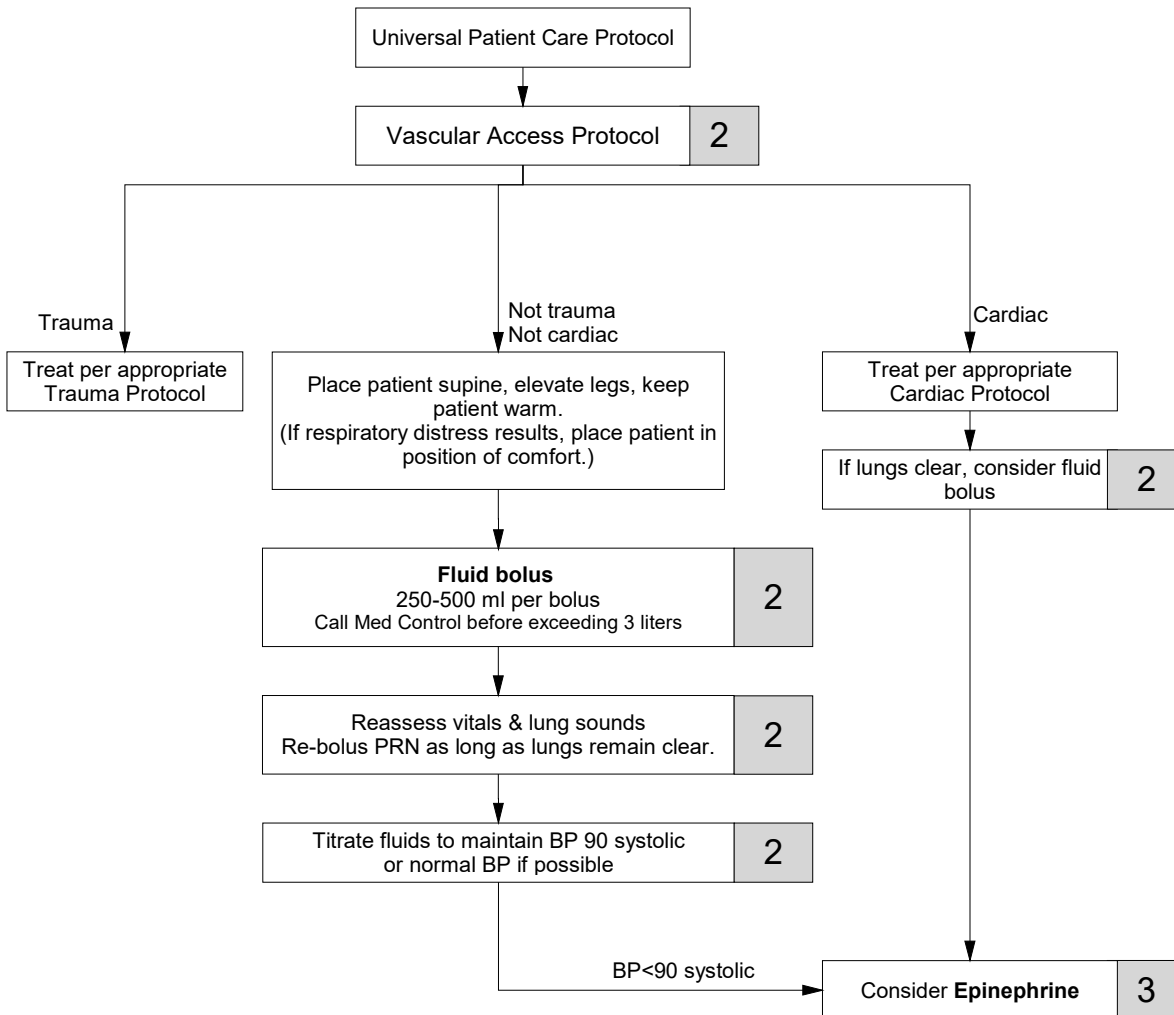 Universal Patient Care Protocol
Vascular Access Protocol
2
Trauma
Not trauma
Not cardiac
Cardiac
Treat per appropriate
Trauma Protocol
Place patient supine, elevate legs, keep
patient warm.
(If respiratory distress results, place patient in
position of comfort.)
Treat per appropriate
Cardiac Protocol
If lungs clear, consider fluid
bolus
2
Fluid bolus
250-500 ml per bolus
Call Med Control before exceeding 3 liters
2
Reassess vitals & lung sounds
Re-bolus PRN as long as lungs remain clear.
2
Titrate fluids to maintain BP 90 systolic
or normal BP if possible
2
BP<90 systolic
Consider Epinephrine
3